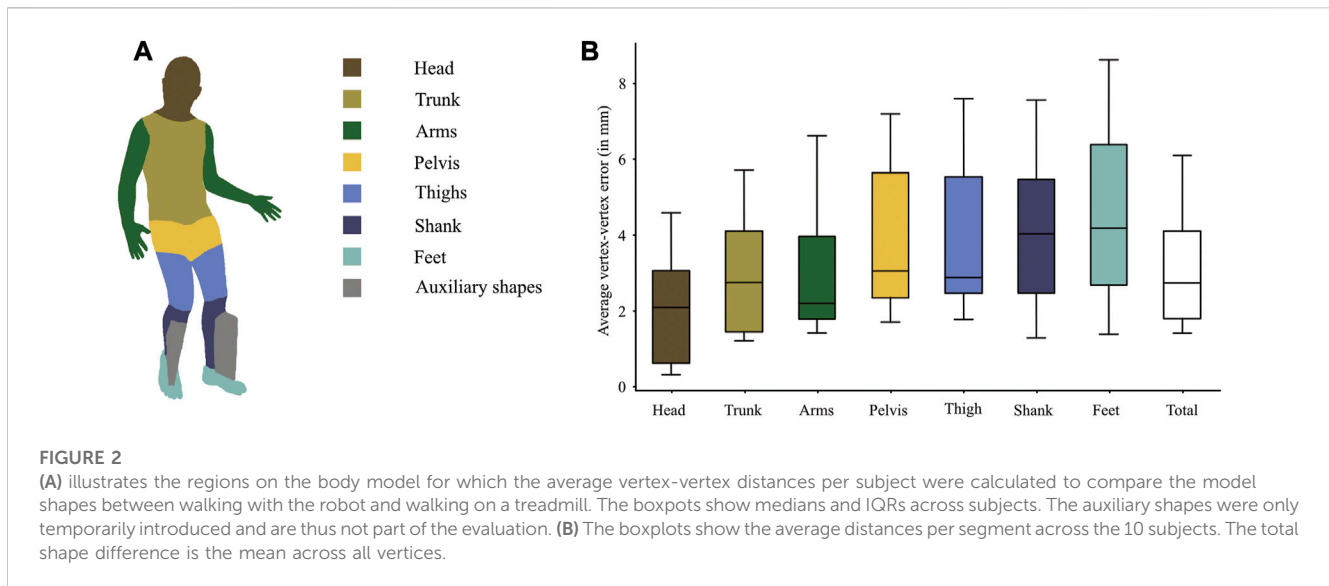 A
Head
Trunk
Arms
Pelvis
Thighs
Shank
Feet
Auxiliary shapes
B
Average vertex-vertex error (in mm)
8
6
4
2
0
Head Trunk Arms Pelvis Thigh Shank Feet Total
FIGURE 2
(A) illustrates the regions on the body model for which the average vertex-vertex distances per subject were calculated to compare the model
shapes between walking with the robot and walking on a treadmill. The boxpots show medians and IQRs across subjects. The auxiliary shapes were only
temporarily introduced and are thus not part of the evaluation. (B) The boxplots show the average distances per segment across the 10 subjects. The total
shape difference is the mean across all vertices.